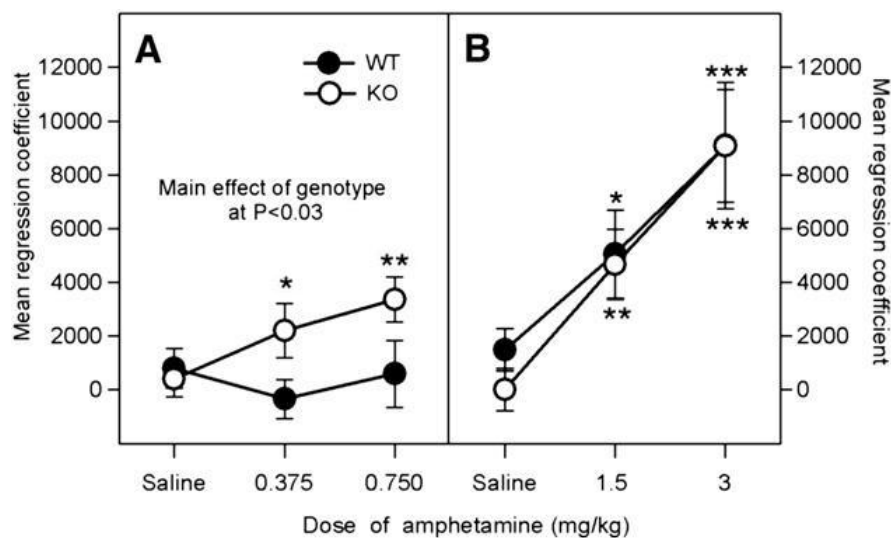 A
B
WT
KO
Main effect of genotype
at P<0.03
Mean regression coefficient
12000
10000
8000
6000
4000
2000
0
*
**
*
**
***
***
12000
10000
8000
6000
4000
2000
0
Mean regression coefficient
Saline 0.375 0.750 Saline 1.5 3
Dose of amphetamine (mg/kg)